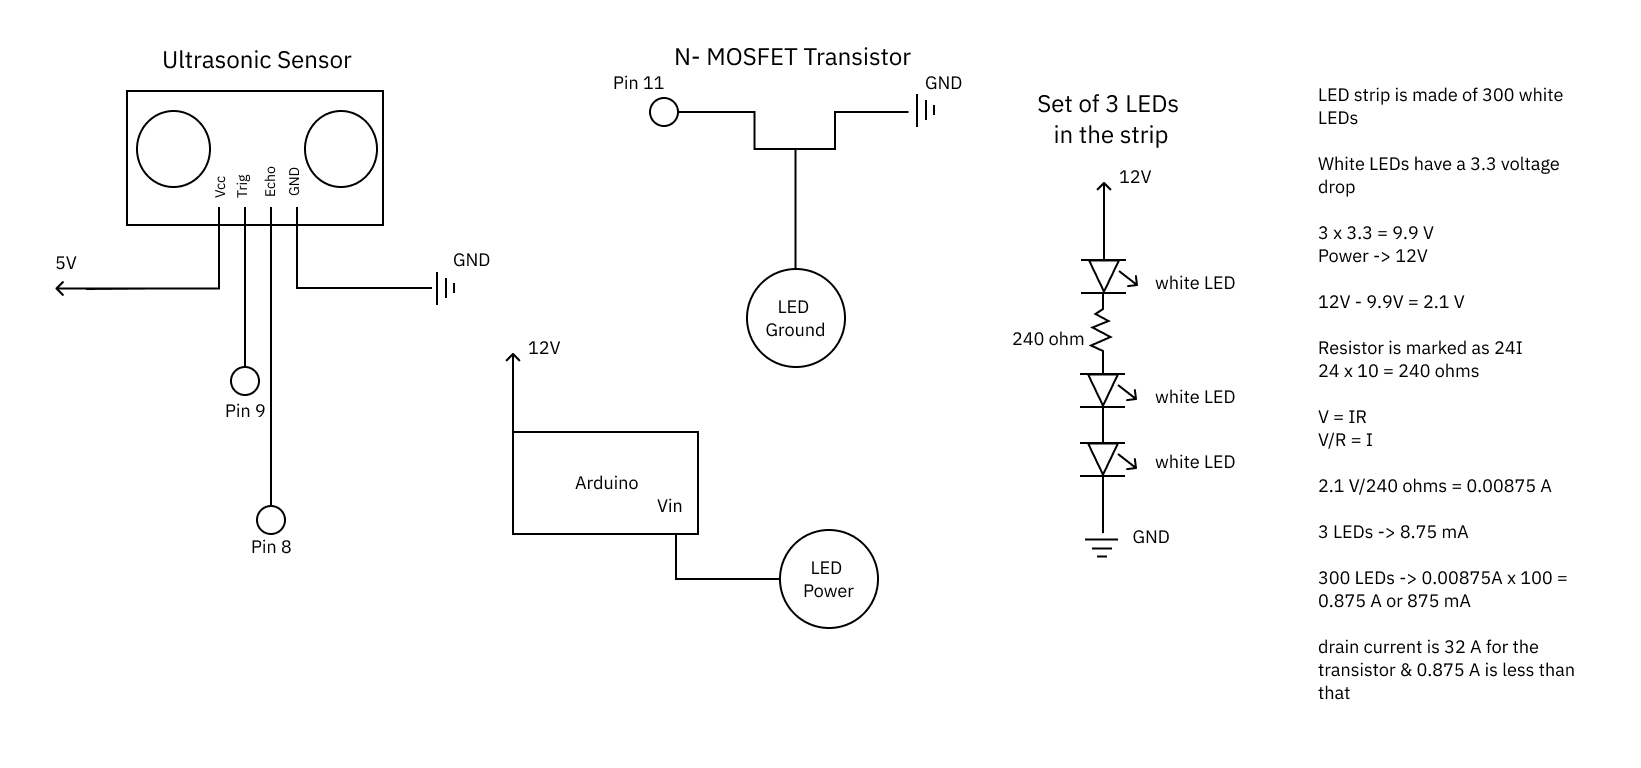 Ultrasonic Sensor
Vcc
Trig
Echo
GND
5V
GND
Pin 9
Pin 8
N- MOSFET Transistor
Pin 11
GND
LED
Ground
12V
Arduino
Vin
LED
Power
Set of 3 LEDs
in the strip
12V
white LED
240 ohm
white LED
white LED
GND
LED strip is made of 300 white
LEDs
White LEDs have a 3.3 voltage
drop
3 x 3.3 = 9.9 V
Power -> 12V
12V - 9.9V = 2.1 V
Resistor is marked as 24I
24 x 10 = 240 ohms
V = IR
V/R = I
2.1 V/240 ohms = 0.00875 A
3 LEDs -> 8.75 mA
300 LEDs -> 0.00875A x 100 =
0.875 A or 875 mA
drain current is 32 A for the
transistor & 0.875 A is less than
that